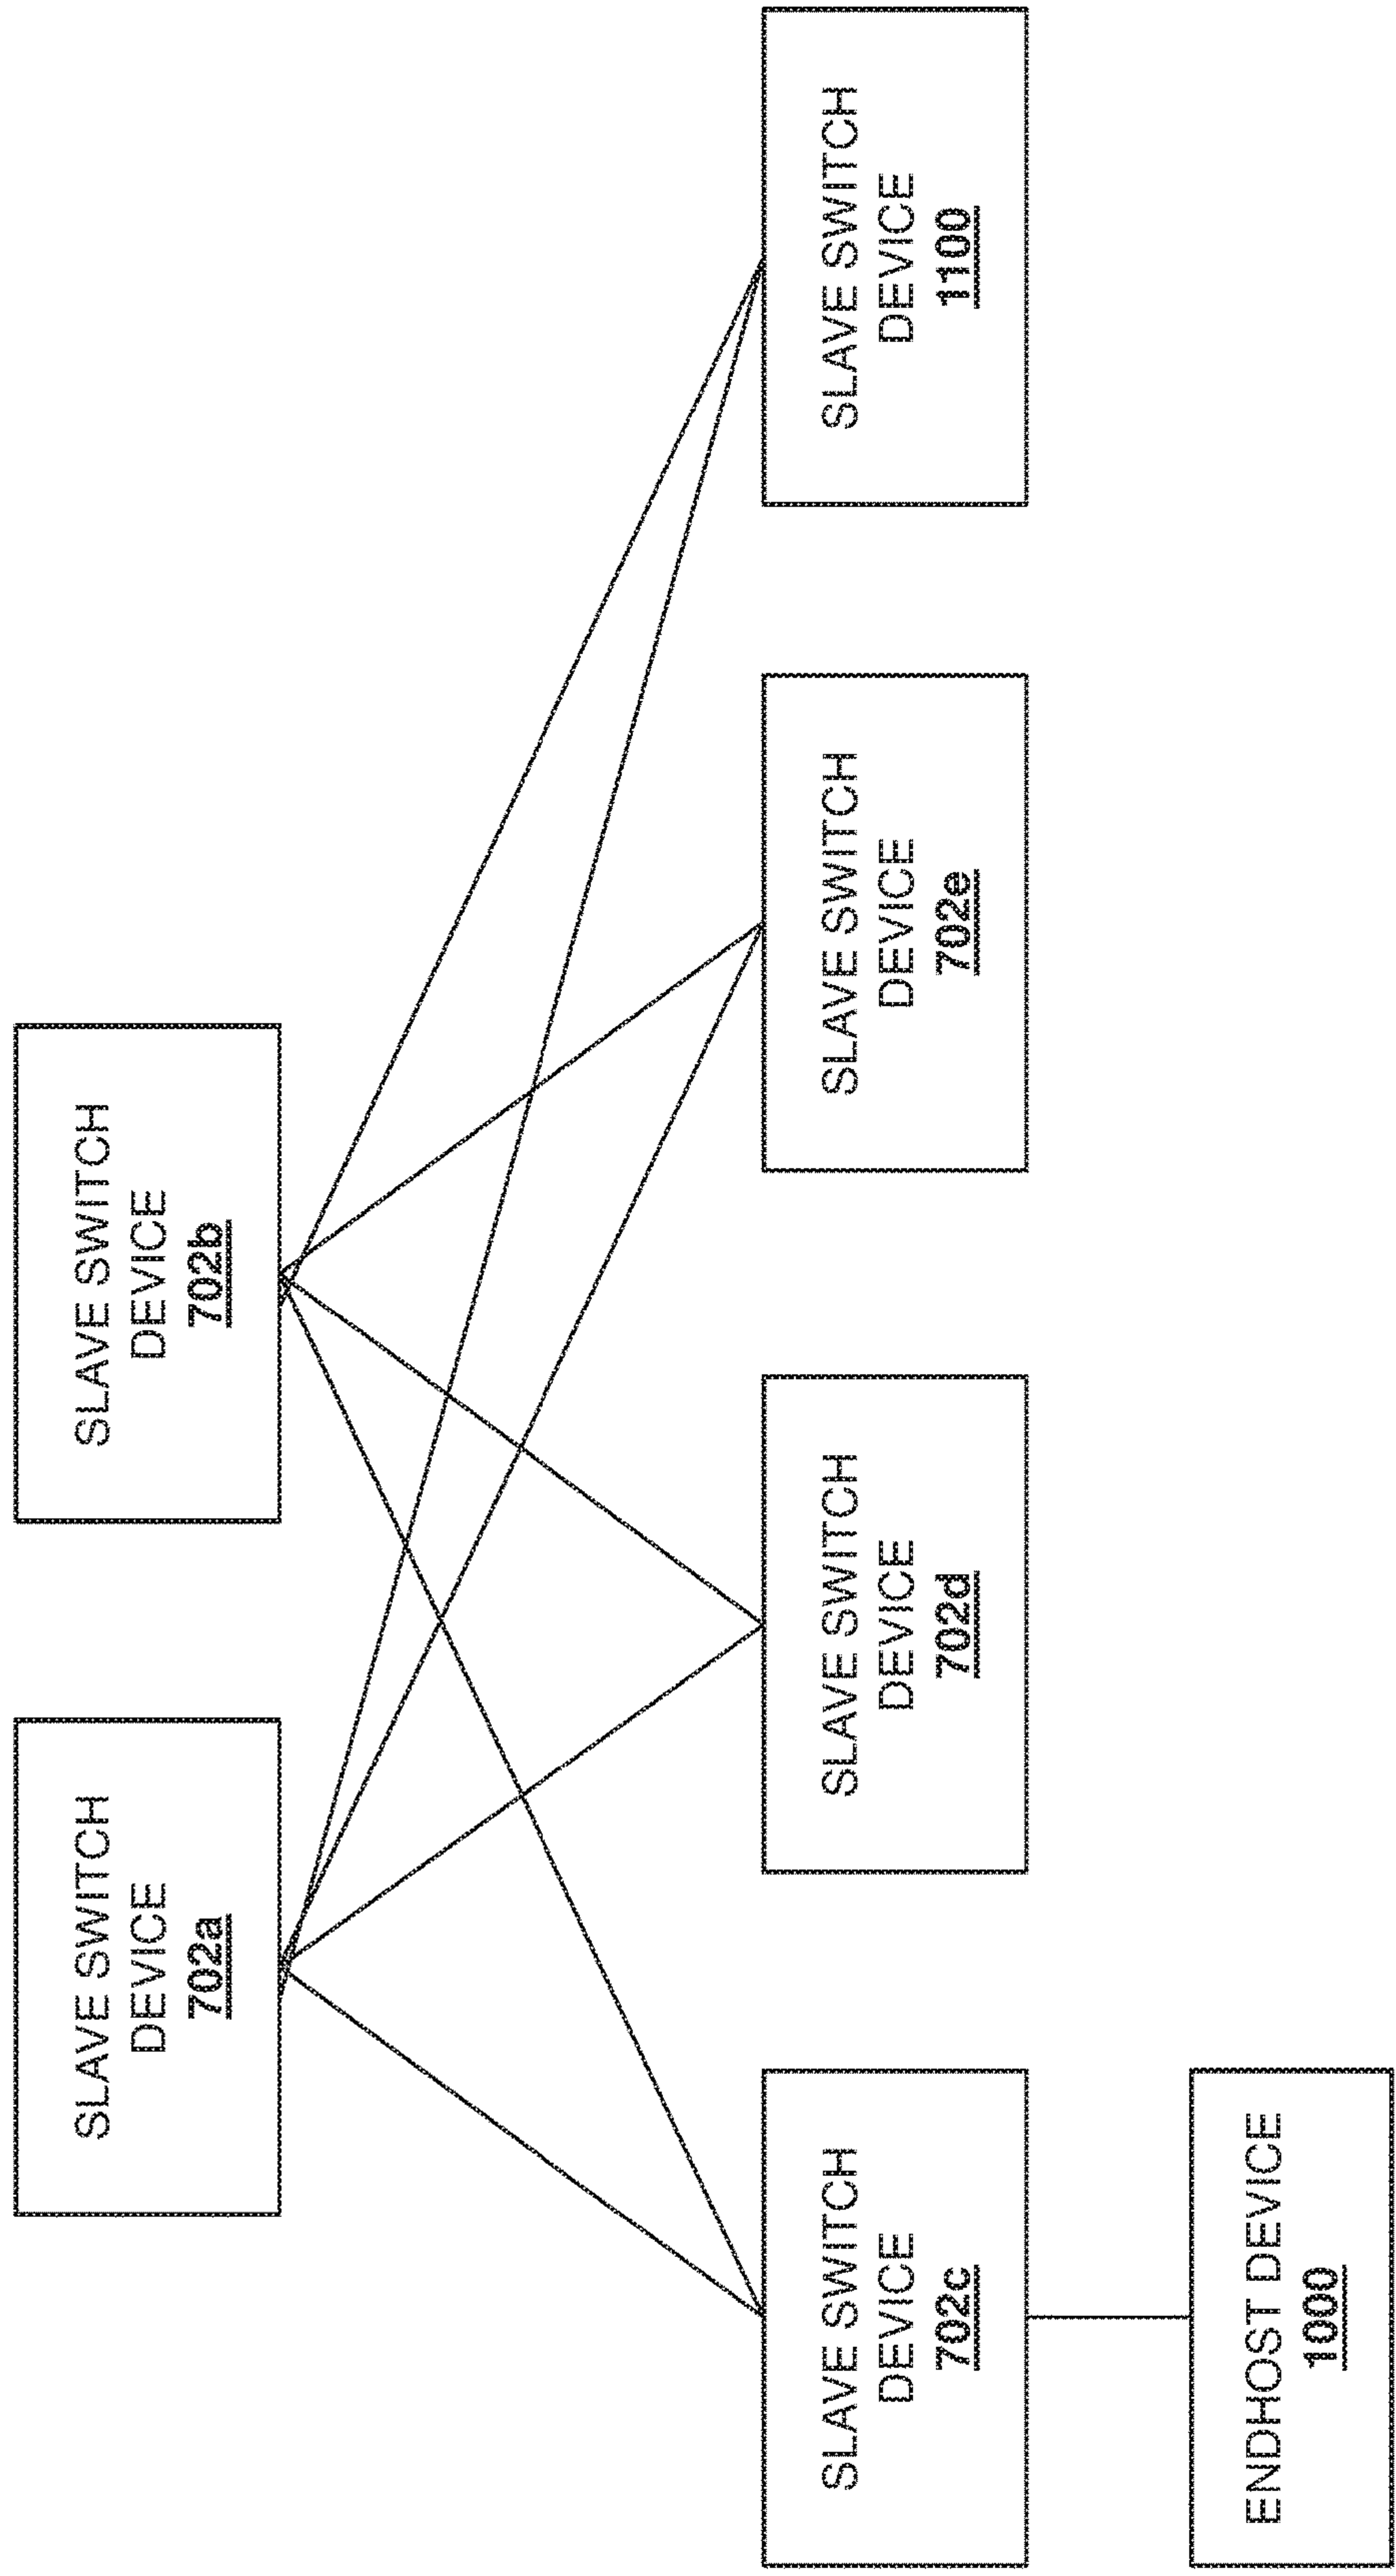 SLAVE SWITCH
DEVICE
702a
SLAVE SWITCH
DEVICE
702b
SLAVE SWITCH
DEVICE
702c
SLAVE SWITCH
DEVICE
702d
SLAVE SWITCH
DEVICE
702e
SLAVE SWITCH
DEVICE
1100
ENDHOST DEVICE
1000